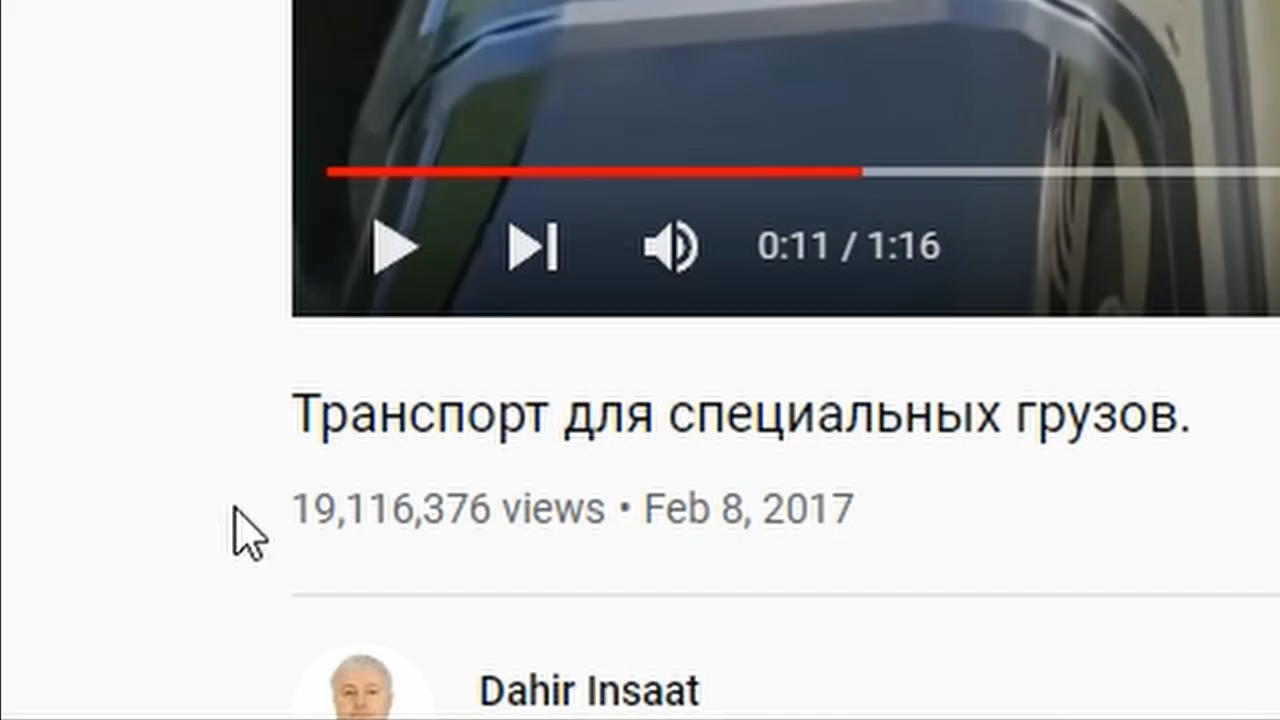 0:11 / 1:16
Транспорт для специальных грузов.
19,116,376 views • Feb 8, 2017
Dahir Insaat